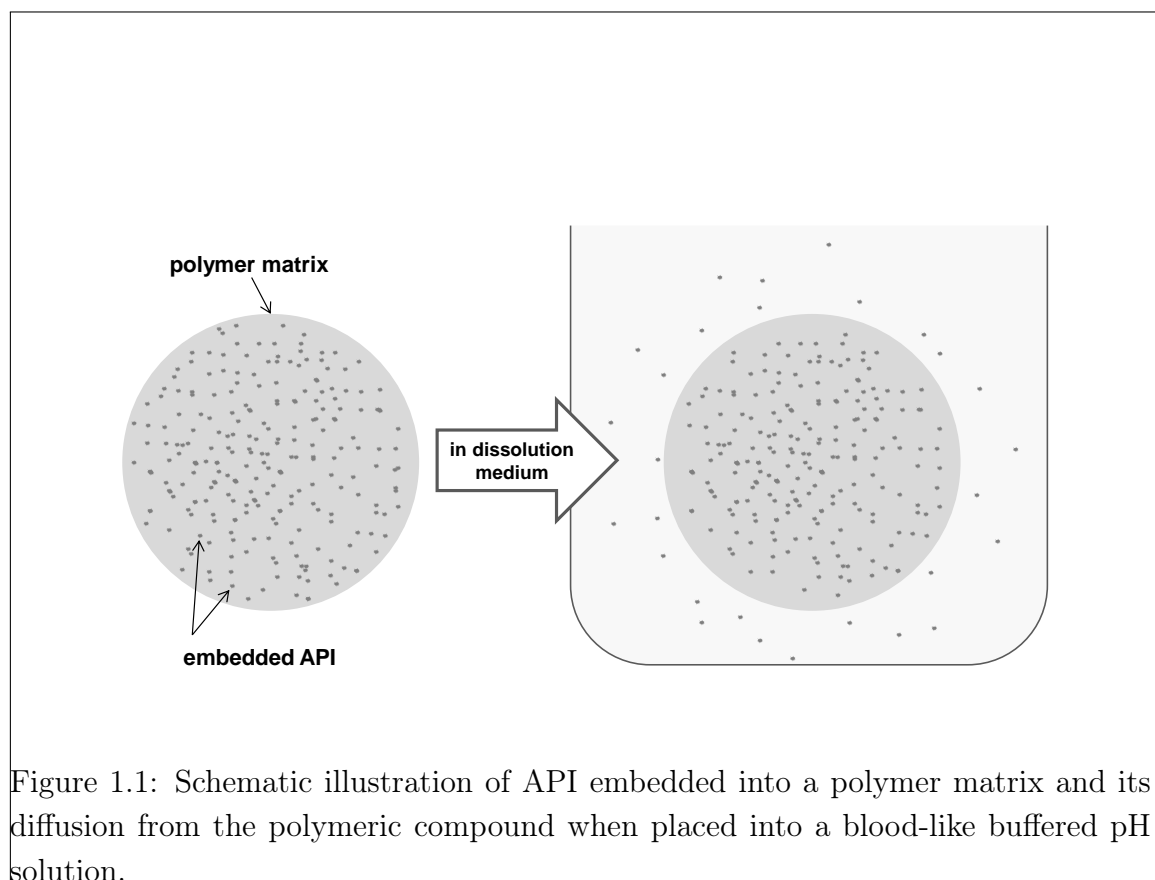 polymer matrix
in dissolution
medium
embedded API
Figure 1.1: Schematic illustration of API embedded into a polymer matrix and its
diffusion from the polymeric compound when placed into a blood-like buffered pH
solution.